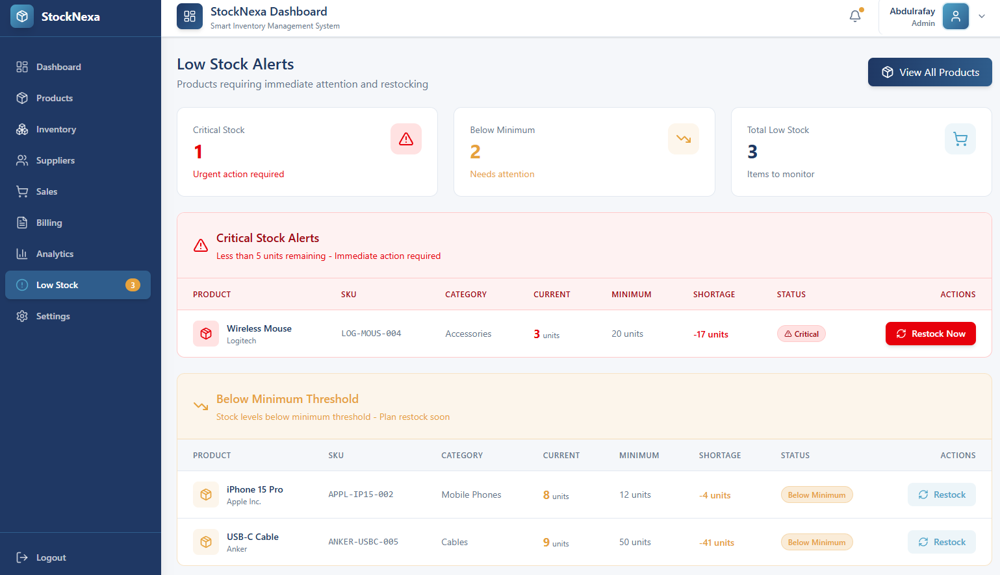 StockNexa
StockNexa Dashboard
Smart Inventory Management System
Abdulrafay
Admin
Dashboard
Products
Inventory
Suppliers
Sales
Billing
Analytics
Low Stock 3
Settings
Logout
Low Stock Alerts
Products requiring immediate attention and restocking
View All Products
Critical Stock
1
Urgent action required
Below Minimum
2
Needs attention
Total Low Stock
3
Items to monitor
Critical Stock Alerts
Less than 5 units remaining - Immediate action required
PRODUCT SKU CATEGORY CURRENT MINIMUM SHORTAGE STATUS ACTIONS
Wireless Mouse
Logitech
LOG-MOUS-004 Accessories 3 units 20 units -17 units Critical Restock Now
Below Minimum Threshold
Stock levels below minimum threshold - Plan restock soon
PRODUCT SKU CATEGORY CURRENT MINIMUM SHORTAGE STATUS ACTIONS
iPhone 15 Pro
Apple Inc.
APPL-IP15-002 Mobile Phones 8 units 12 units -4 units Below Minimum Restock
USB-C Cable
Anker
ANKER-USBC-005 Cables 9 units 50 units -41 units Below Minimum Restock